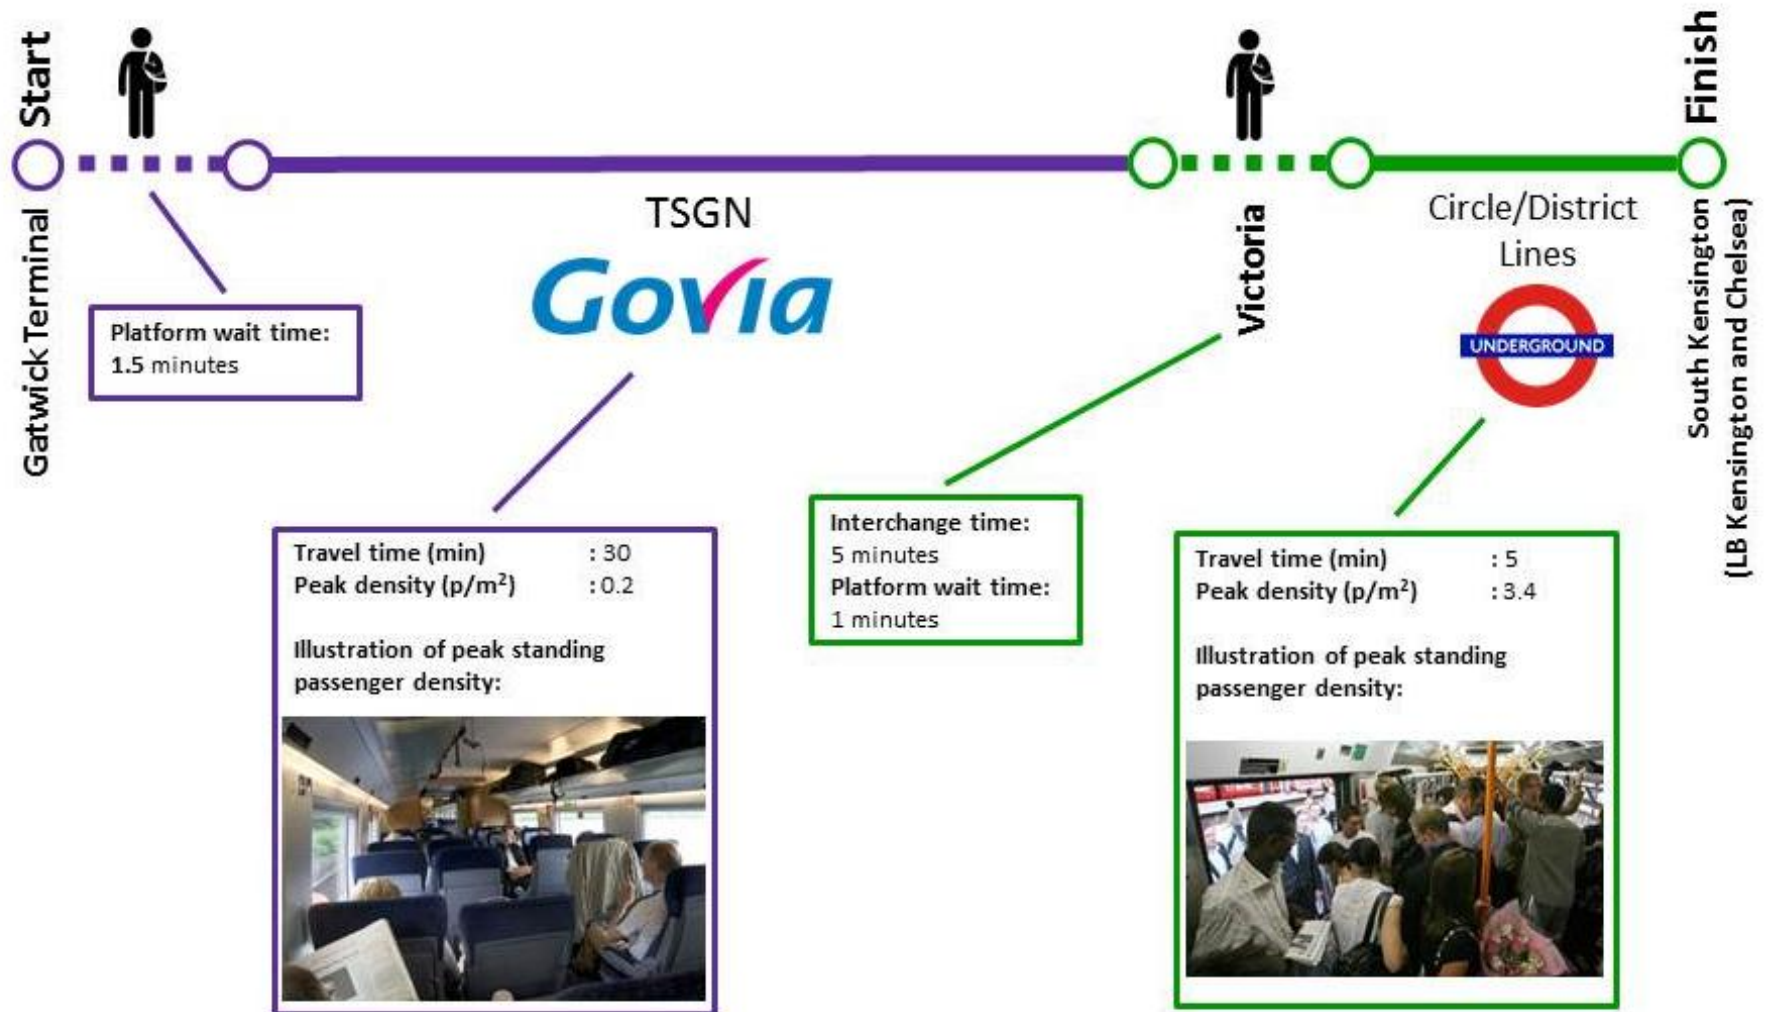 Start
Gatwick Terminal
Platform wait time:
1.5 minutes
TSGN
Govia
Travel time (min) : 30
Peak density (p/m²) : 0.2
Illustration of peak standing
passenger density:
Victoria
Interchange time:
5 minutes
Platform wait time:
1 minutes
Circle/District
Lines
UNDERGROUND
Travel time (min) : 5
Peak density (p/m²) : 3.4
Illustration of peak standing
passenger density:
Finish
South Kensington
(LB Kensington and Chelsea)